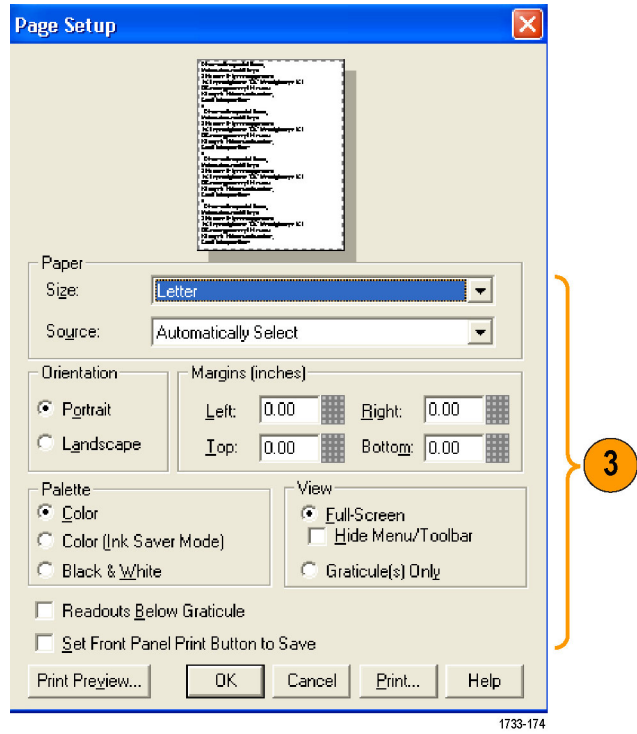 Page Setup
Paper
Size: Letter
Source: Automatically Select
Orientation
Portrait
Landscape
Margins (inches)
Left: 0.00 Right: 0.00
Top: 0.00 Bottom: 0.00
Palette
Color
Color (Ink Saver Mode)
Black & White
View
Full-Screen
Hide Menu/Toolbar
Graticule(s) Only
Readouts Below Graticule
Set Front Panel Print Button to Save
Print Preview... OK Cancel Print... Help
3
1733-174